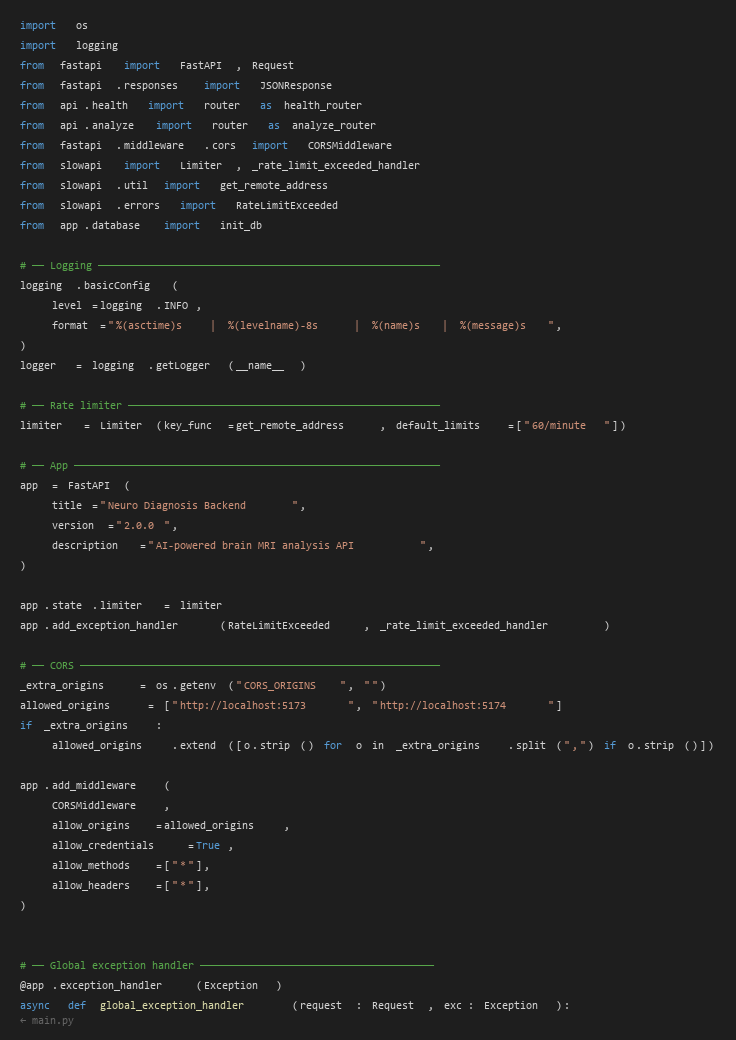 import os
import logging
from fastapi import FastAPI, Request
from fastapi.responses import JSONResponse
from api.health import router as health_router
from api.analyze import router as analyze_router
from fastapi.middleware.cors import CORSMiddleware
from slowapi import Limiter, _rate_limit_exceeded_handler
from slowapi.util import get_remote_address
from slowapi.errors import RateLimitExceeded
from app.database import init_db

# ── Logging ────────────────────────────────────────────────────
logging.basicConfig(
    level=logging.INFO,
    format="%(asctime)s | %(levelname)-8s | %(name)s | %(message)s",
)
logger = logging.getLogger(__name__)

# ── Rate limiter ────────────────────────────────────────────────────
limiter = Limiter(key_func=get_remote_address, default_limits=["60/minute"])

# ── App ─────────────────────────────────────────────────────────────
app = FastAPI(
    title="Neuro Diagnosis Backend",
    version="2.0.0",
    description="AI-powered brain MRI analysis API",
)

app.state.limiter = limiter
app.add_exception_handler(RateLimitExceeded, _rate_limit_exceeded_handler)

# ── CORS ────────────────────────────────────────────────────────────
_extra_origins = os.getenv("CORS_ORIGINS", "")
allowed_origins = ["http://localhost:5173", "http://localhost:5174"]
if _extra_origins:
    allowed_origins.extend([o.strip() for o in _extra_origins.split(",") if o.strip()])

app.add_middleware(
    CORSMiddleware,
    allow_origins=allowed_origins,
    allow_credentials=True,
    allow_methods=["*"],
    allow_headers=["*"],
)

# ── Global exception handler ───────────────────────────────────────
@app.exception_handler(Exception)
async def global_exception_handler(request: Request, exc: Exception):
← main.py